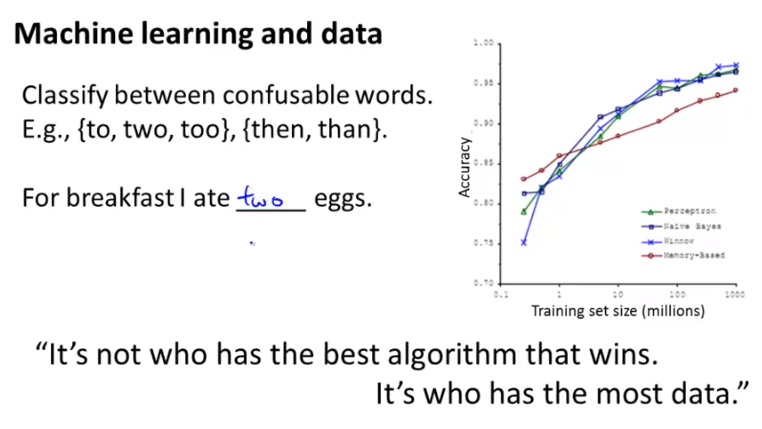 Machine learning and data
Classify between confusable words.
E.g., {to, two, too}, {then, than}.
For breakfast I ate two eggs.
1.00
0.95
0.90
0.85
0.80
0.75
0.70
Accuracy
Perceptron
Naive Bayes
Winnow
Memory-Based
0.1 1 10 100 1000
Training set size (millions)
“It’s not who has the best algorithm that wins.
It’s who has the most data.”